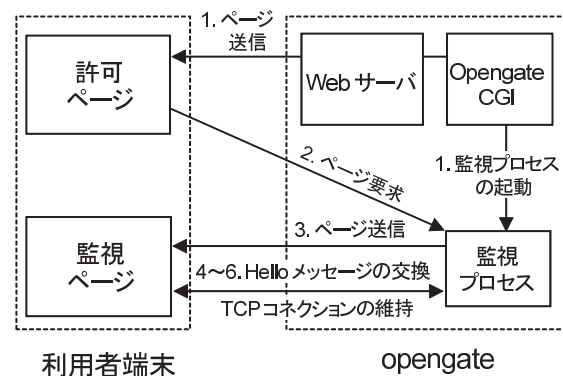 1. ページ
送信
許可
ページ
Web サーバ
Opengate
CGI
2. ページ要求
1. 監視プロセス
の起動
3. ページ送信
監視
ページ
4～6. Hello メッセージの交換
TCP コネクションの維持
監視
プロセス
利用者端末
opengate